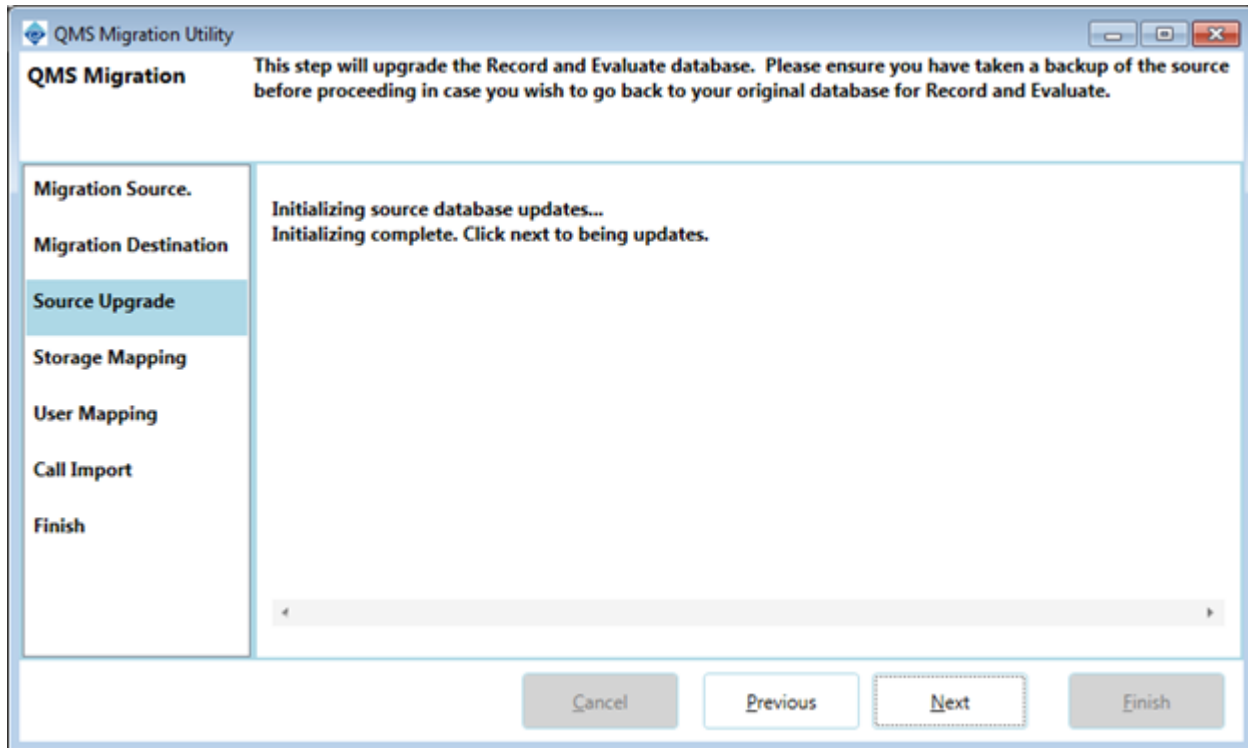 QMS Migration Utility
QMS Migration
This step will upgrade the Record and Evaluate database.  Please ensure you have taken a backup of the source
before proceeding in case you wish to go back to your original database for Record and Evaluate.
Migration Source.
Migration Destination
Source Upgrade
Storage Mapping
User Mapping
Call Import
Finish
Initializing source database updates...
Initializing complete. Click next to being updates.
Cancel
Previous
Next
Finish